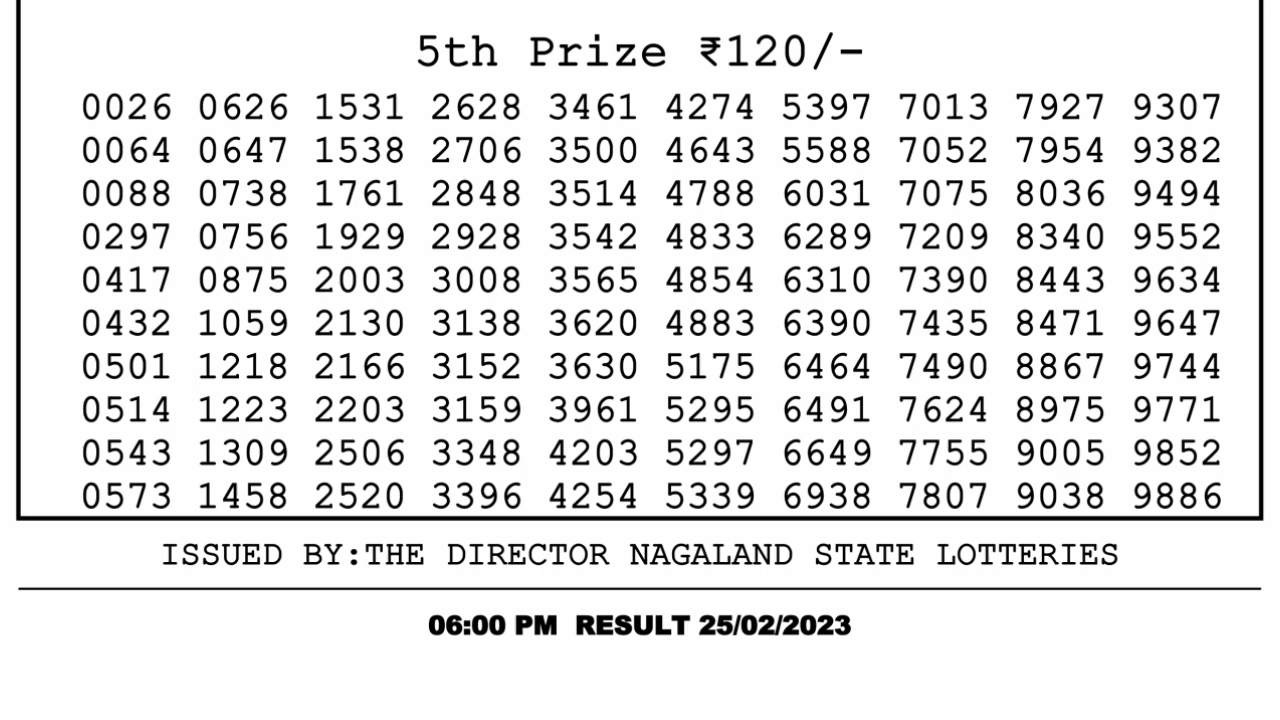 5th Prize ₹120/-
0026 0626 1531 2628 3461 4274 5397 7013 7927 9307
0064 0647 1538 2706 3500 4643 5588 7052 7954 9382
0088 0738 1761 2848 3514 4788 6031 7075 8036 9494
0297 0756 1929 2928 3542 4833 6289 7209 8340 9552
0417 0875 2003 3008 3565 4854 6310 7390 8443 9634
0432 1059 2130 3138 3620 4883 6390 7435 8471 9647
0501 1218 2166 3152 3630 5175 6464 7490 8867 9744
0514 1223 2203 3159 3961 5295 6491 7624 8975 9771
0543 1309 2506 3348 4203 5297 6649 7755 9005 9852
0573 1458 2520 3396 4254 5339 6938 7807 9038 9886
ISSUED BY:THE DIRECTOR NAGALAND STATE LOTTERIES
06:00 PM RESULT 25/02/2023